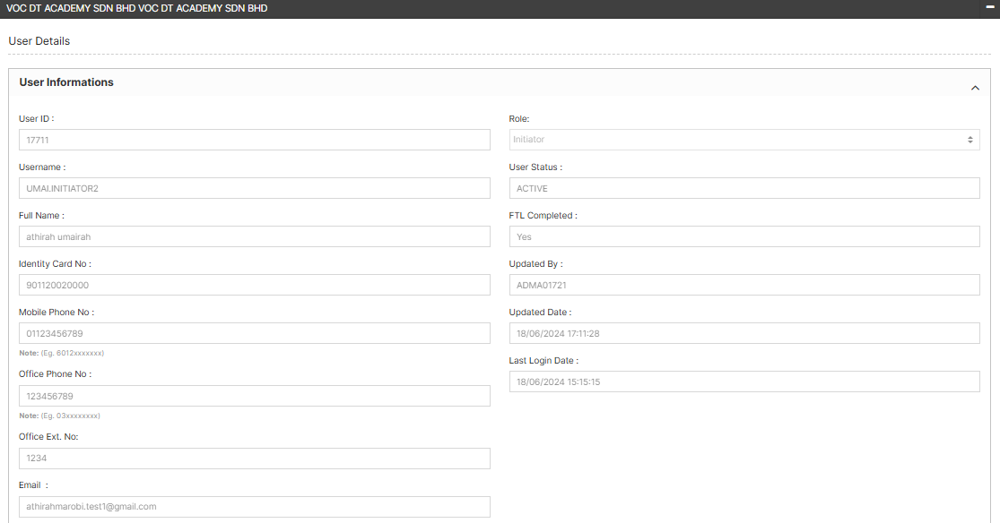 VOC DT ACADEMY SDN BHD VOC DT ACADEMY SDN BHD
User Details
User Informations
User ID :
17711
Username :
UMAI.INITIATOR2
Full Name :
athirah umairah
Identity Card No :
901120020000
Mobile Phone No :
01123456789
Note: (Eg. 6012xxxxxxx)
Office Phone No :
123456789
Note: (Eg. 03xxxxxxxx)
Office Ext. No:
1234
Email :
athirahmarobi.test1@gmail.com
Role:
Initiator
User Status :
ACTIVE
FTL Completed :
Yes
Updated By :
ADMA01721
Updated Date :
18/06/2024 17:11:28
Last Login Date :
18/06/2024 15:15:15